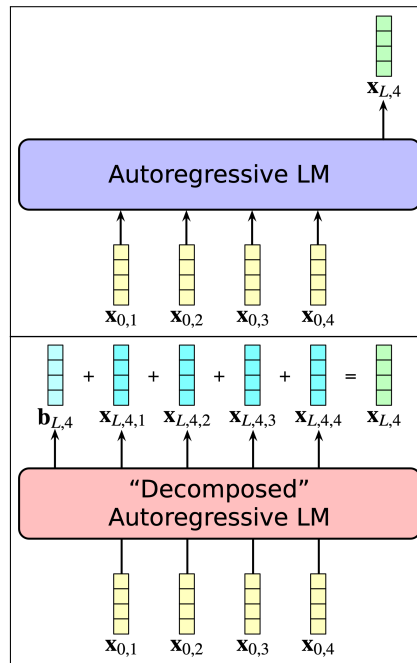 x_{L,4}
Autoregressive LM
x_{0,1} x_{0,2} x_{0,3} x_{0,4}
+ + + + =
b_{L,4} x_{L,4,1} x_{L,4,2} x_{L,4,3} x_{L,4,4} x_{L,4}
“Decomposed”
Autoregressive LM
x_{0,1} x_{0,2} x_{0,3} x_{0,4}